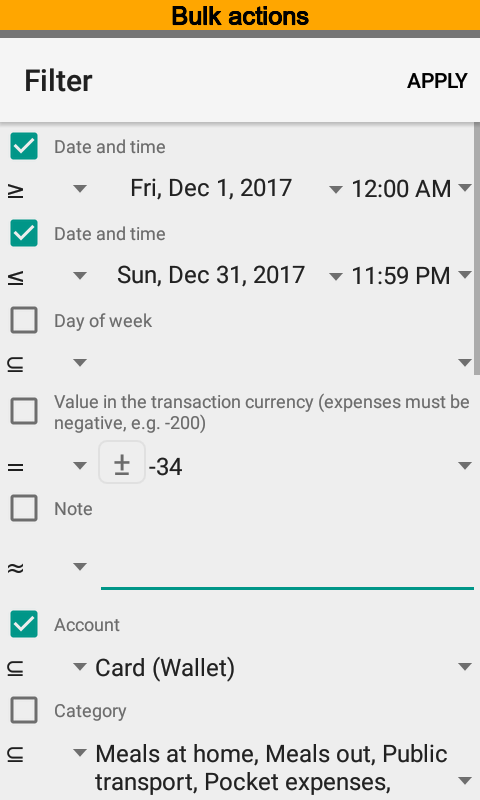 Bulk actions
Filter
APPLY
Date and time
≥ Fri, Dec 1, 2017 12:00 AM
Date and time
≤ Sun, Dec 31, 2017 11:59 PM
Day of week
⊆
Value in the transaction currency (expenses must be
negative, e.g. -200)
= ± -34
Note
≈
Account
⊆ Card (Wallet)
Category
⊆ Meals at home, Meals out, Public
transport, Pocket expenses,